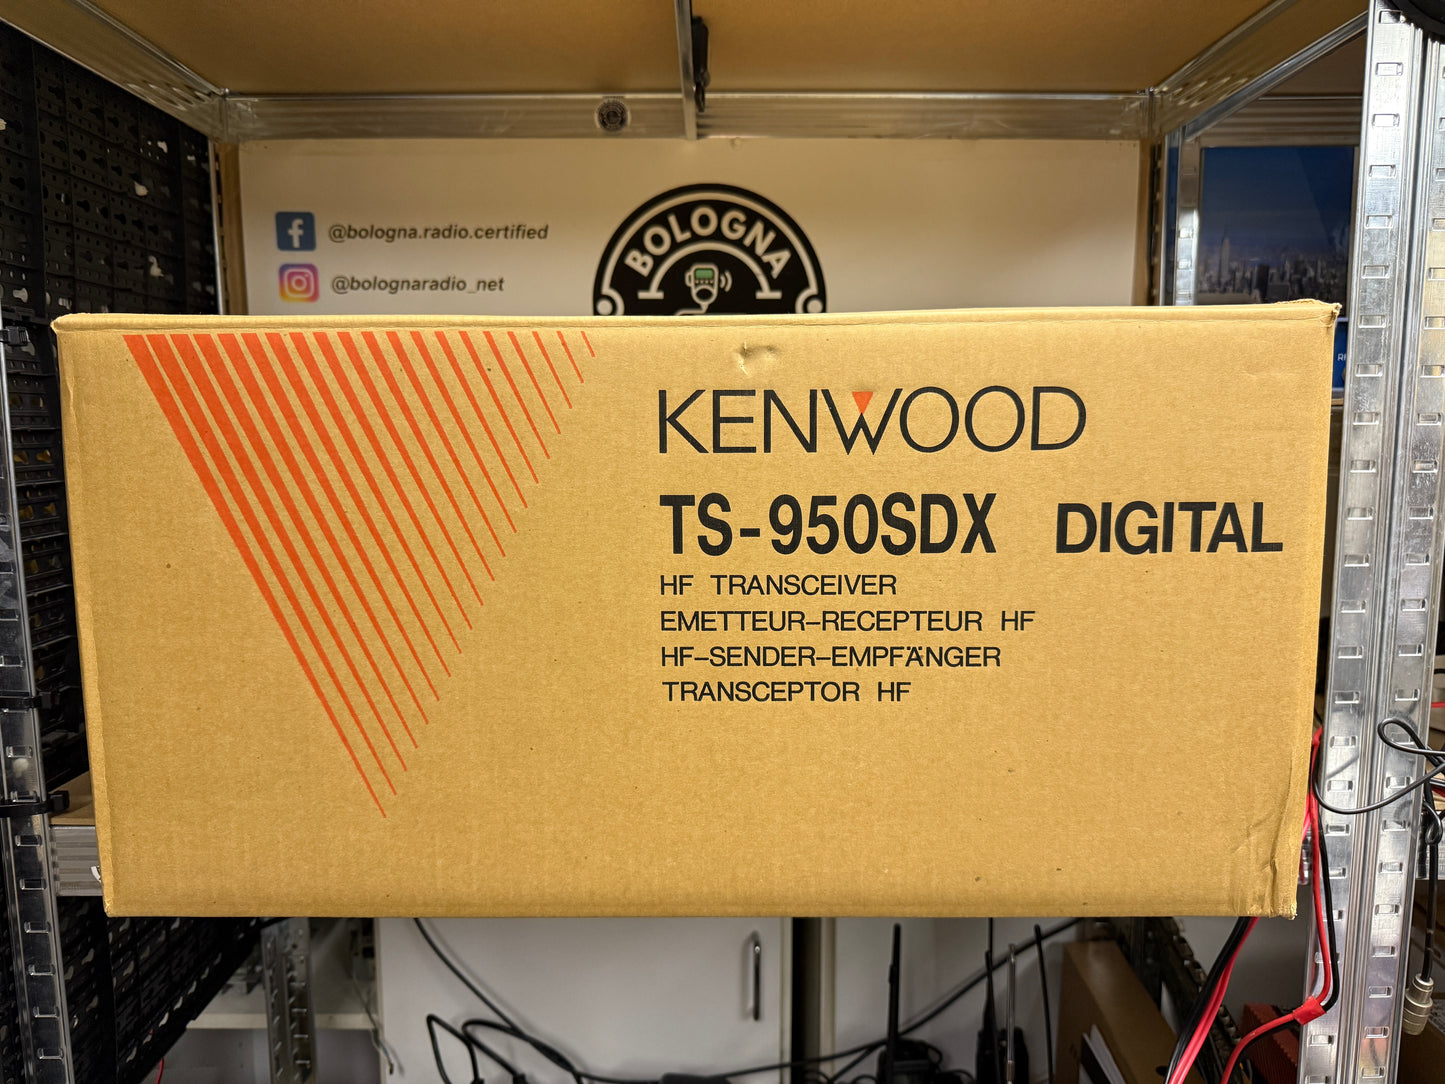 @bologna.radio.certified
@bolognaradio_net
BOLOGNA
KENWOOD
TS-950SDX DIGITAL
HF TRANSCEIVER
EMETTEUR-RECEPTEUR HF
HF-SENDER-EMPFÄNGER
TRANSCEPTOR HF